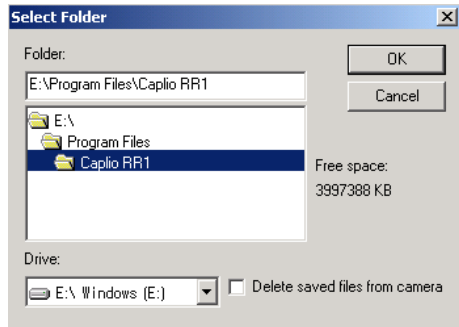 Select Folder
Folder:
OK
E:\Program Files\Caplio RR1
Cancel
E:\
Program Files
Caplio RR1
Free space:
3997388 KB
Drive:
E:\ Windows (E:)
Delete saved files from camera